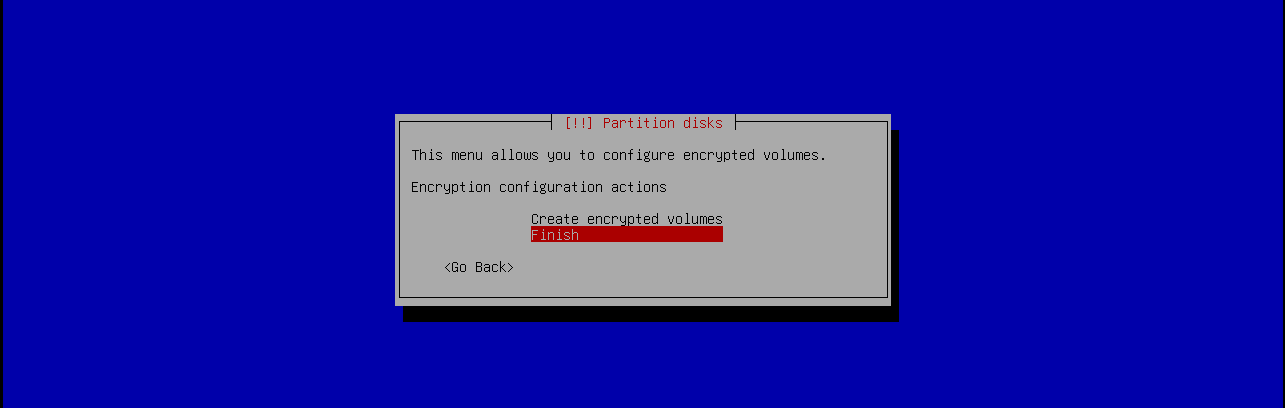 [!!] Partition disks
This menu allows you to configure encrypted volumes.
Encryption configuration actions
Create encrypted volumes
Finish
<Go Back>